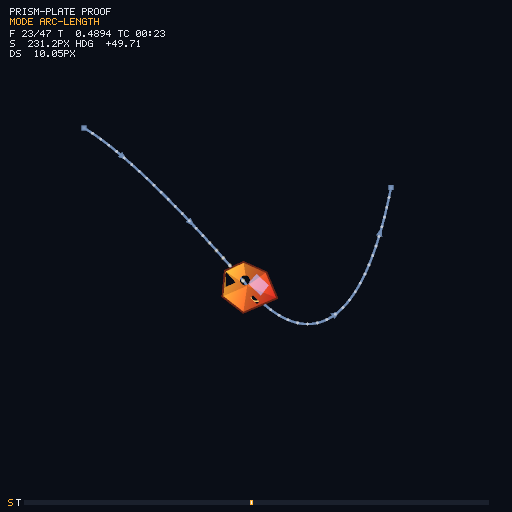 PRISM-PLATE PROOF
MODE ARC-LENGTH
F 23/47 T  0.4894 TC 00:23
S  231.2PX HDG  +49.71
DS  10.05PX
ST